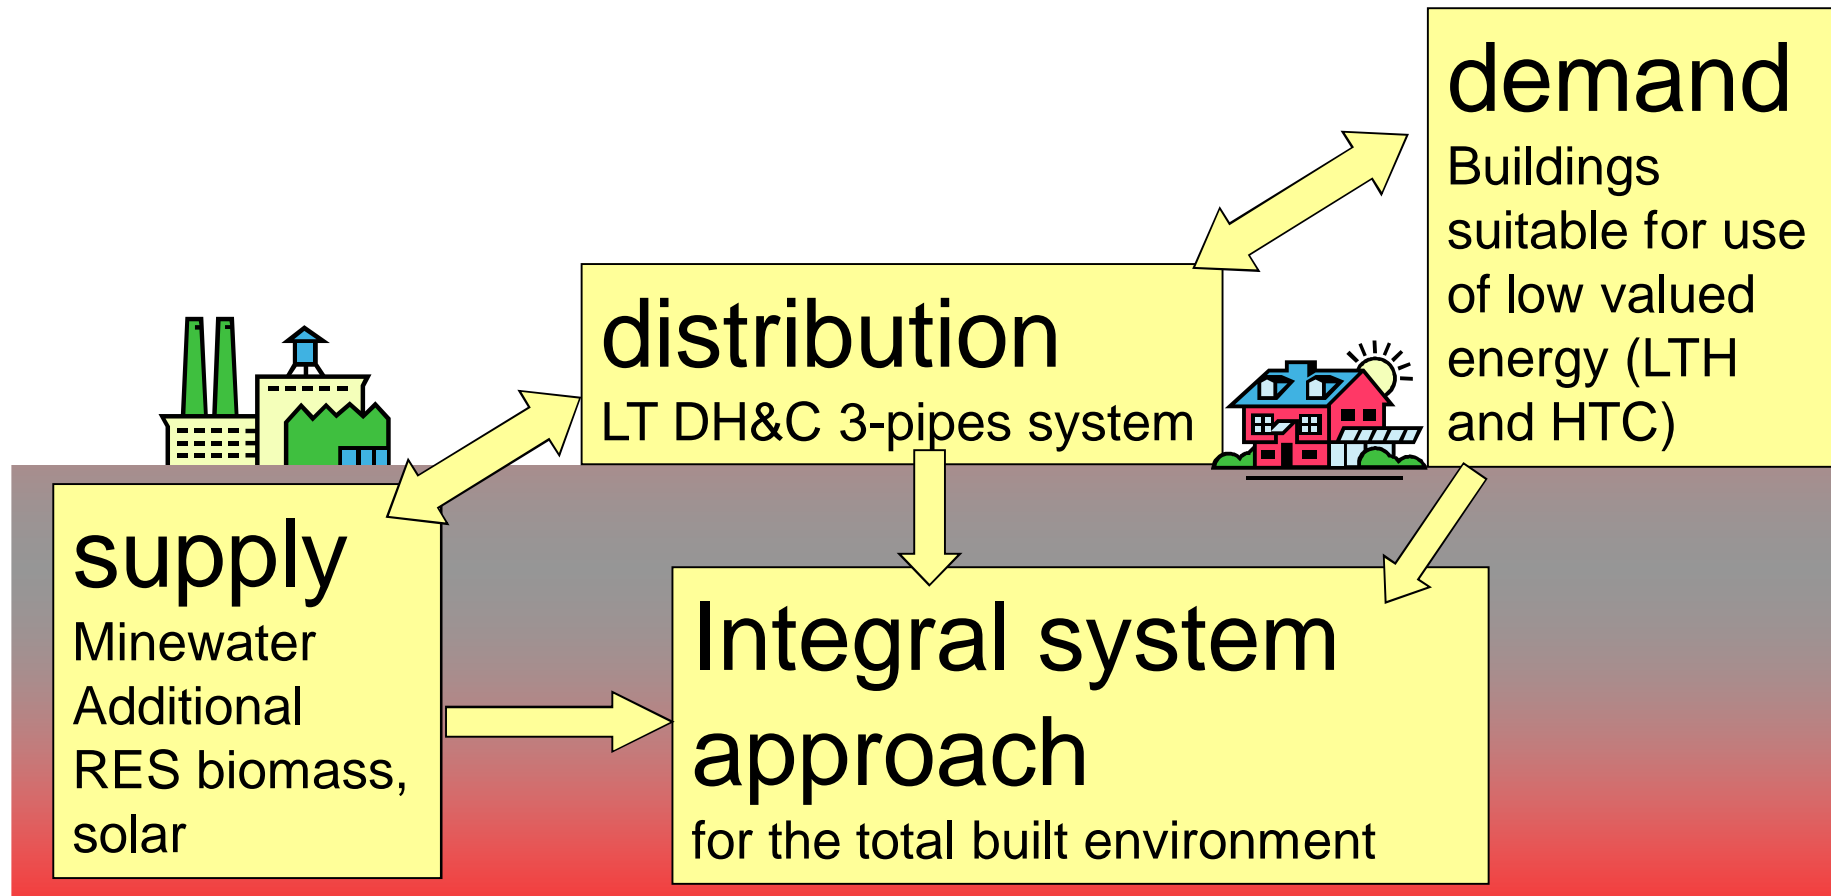 demand
Buildings
suitable for use
of low valued
energy (LTH
and HTC)
distribution
LT DH&C 3-pipes system
supply
Minewater
Additional
RES biomass,
solar
Integral system
approach
for the total built environment